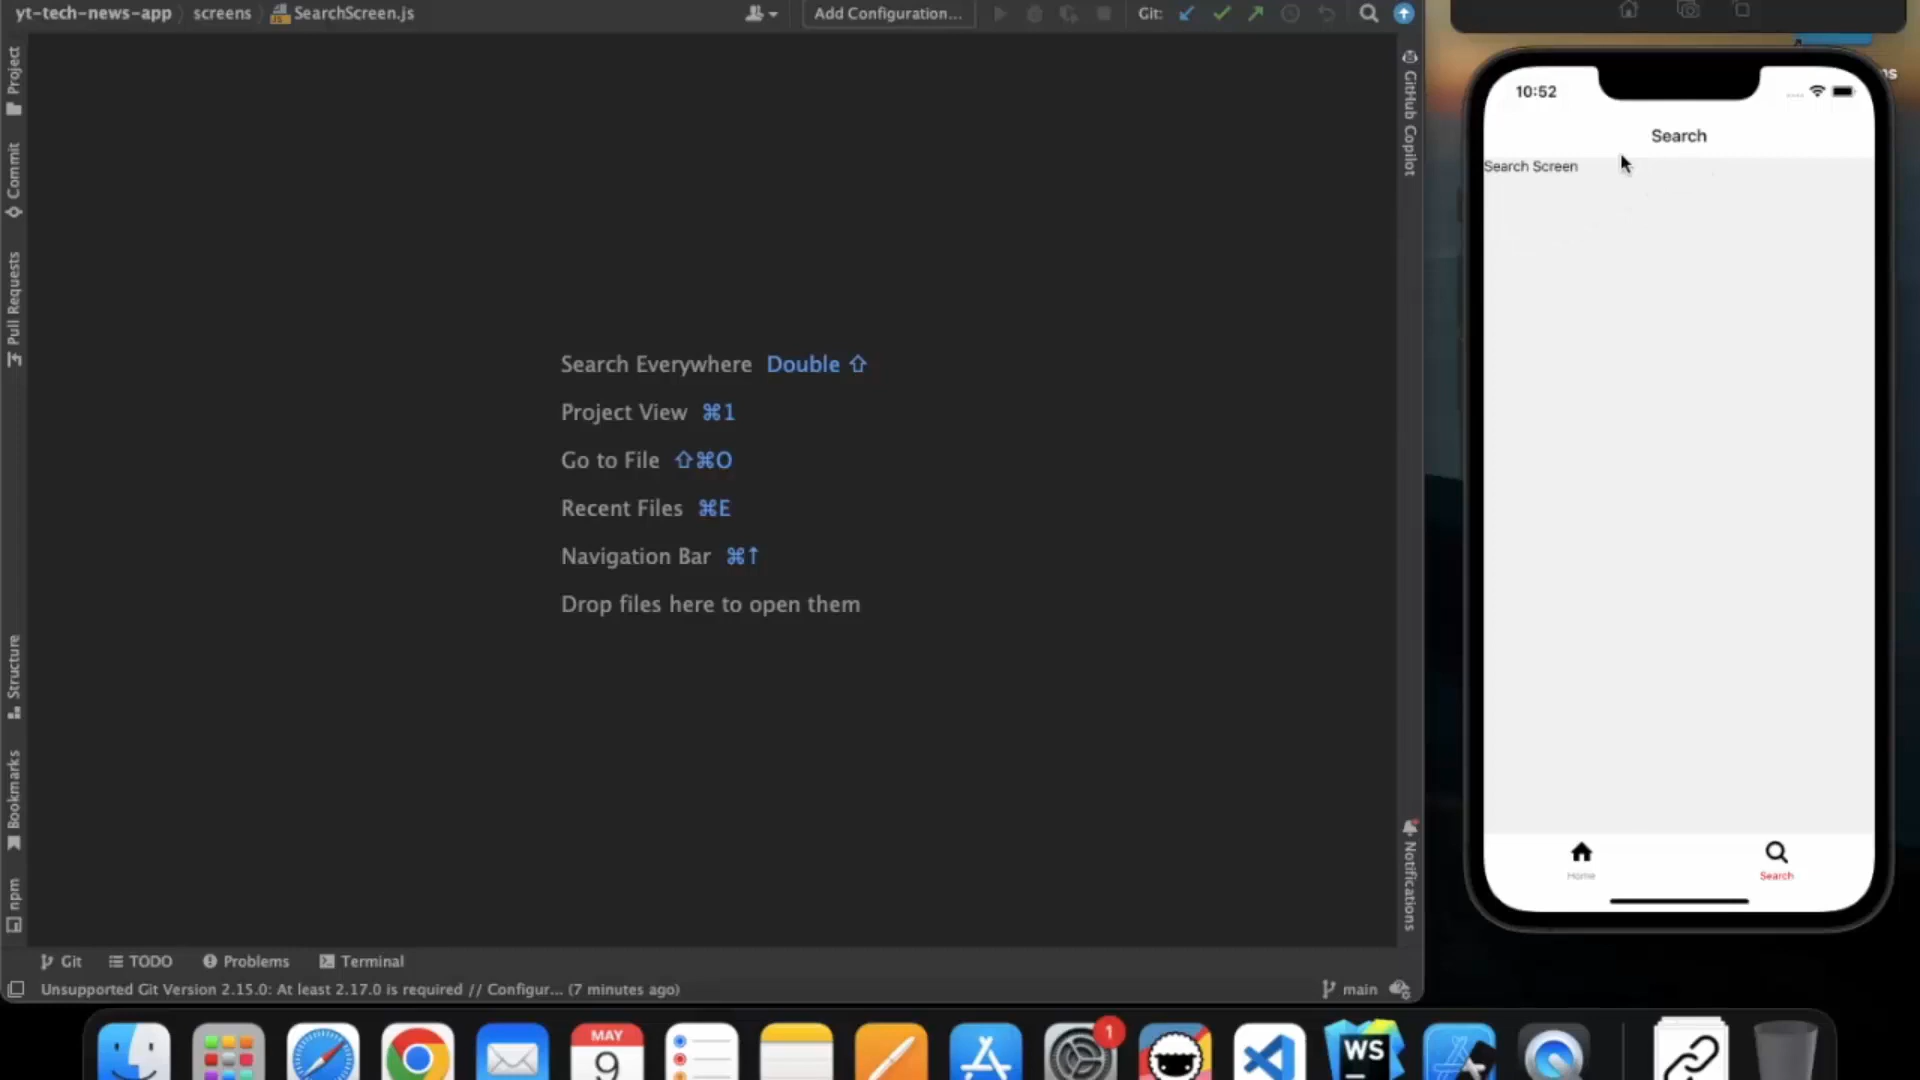 yt-tech-news-app
screens
SearchScreen.js
Add Configuration...
Git:
Project
Commit
Pull Requests
Structure
Bookmarks
npm
Search Everywhere Double ⇧
Project View ⌘1
Go to File ⇧⌘O
Recent Files ⌘E
Navigation Bar ⌘↑
Drop files here to open them
GitHub Copilot
Notifications
Git
TODO
Problems
Terminal
Unsupported Git Version 2.15.0: At least 2.17.0 is required // Configur... (7 minutes ago)
main
10:52
Search
Search Screen
Home
Search
MAY
9
1
WS